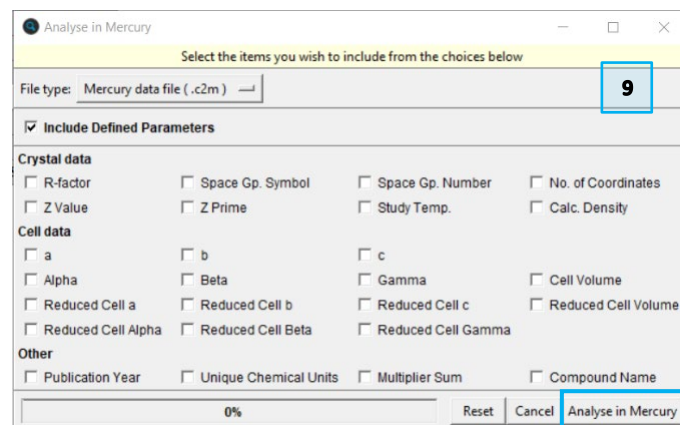 Analyse in Mercury
Select the items you wish to include from the choices below
File type: Mercury data file ( .c2m )
9
Include Defined Parameters
Crystal data
R-factor Space Gp. Symbol Space Gp. Number No. of Coordinates
Z Value Z Prime Study Temp. Calc. Density
Cell data
a b c
Alpha Beta Gamma Cell Volume
Reduced Cell a Reduced Cell b Reduced Cell c Reduced Cell Volume
Reduced Cell Alpha Reduced Cell Beta Reduced Cell Gamma
Other
Publication Year Unique Chemical Units Multiplier Sum Compound Name
0% Reset Cancel Analyse in Mercury